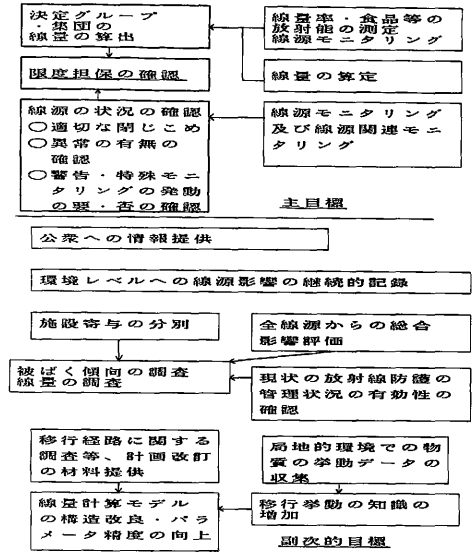 決定グループ
・集団の
線量の算出
線量率・食品等の
放射能の測定
線源モニタリング
限度担保の確認
線量の算定
線源の状況の確認
○適切な閉じこめ
○異常の有無の
確認
○警告・特殊モニ
タリングの発動
の要・否の確認
線源モニタリング
及び線源関連モニ
タリング
主目標
公衆への情報提供
環境レベルへの線源影響の継続的記録
施設寄与の分別
全線源からの総合
影響評価
被ばく傾向の調査
線量の調査
現状の放射線防護の
管理状況の有効性の
確認
移行経路に関する
調査等、計画改訂
の材料提供
局地的環境での物
質の挙動データの
収集
線量計算モデル
の構造改良・パラ
メータ精度の向上
移行挙動の知識の
増加
副次的目標